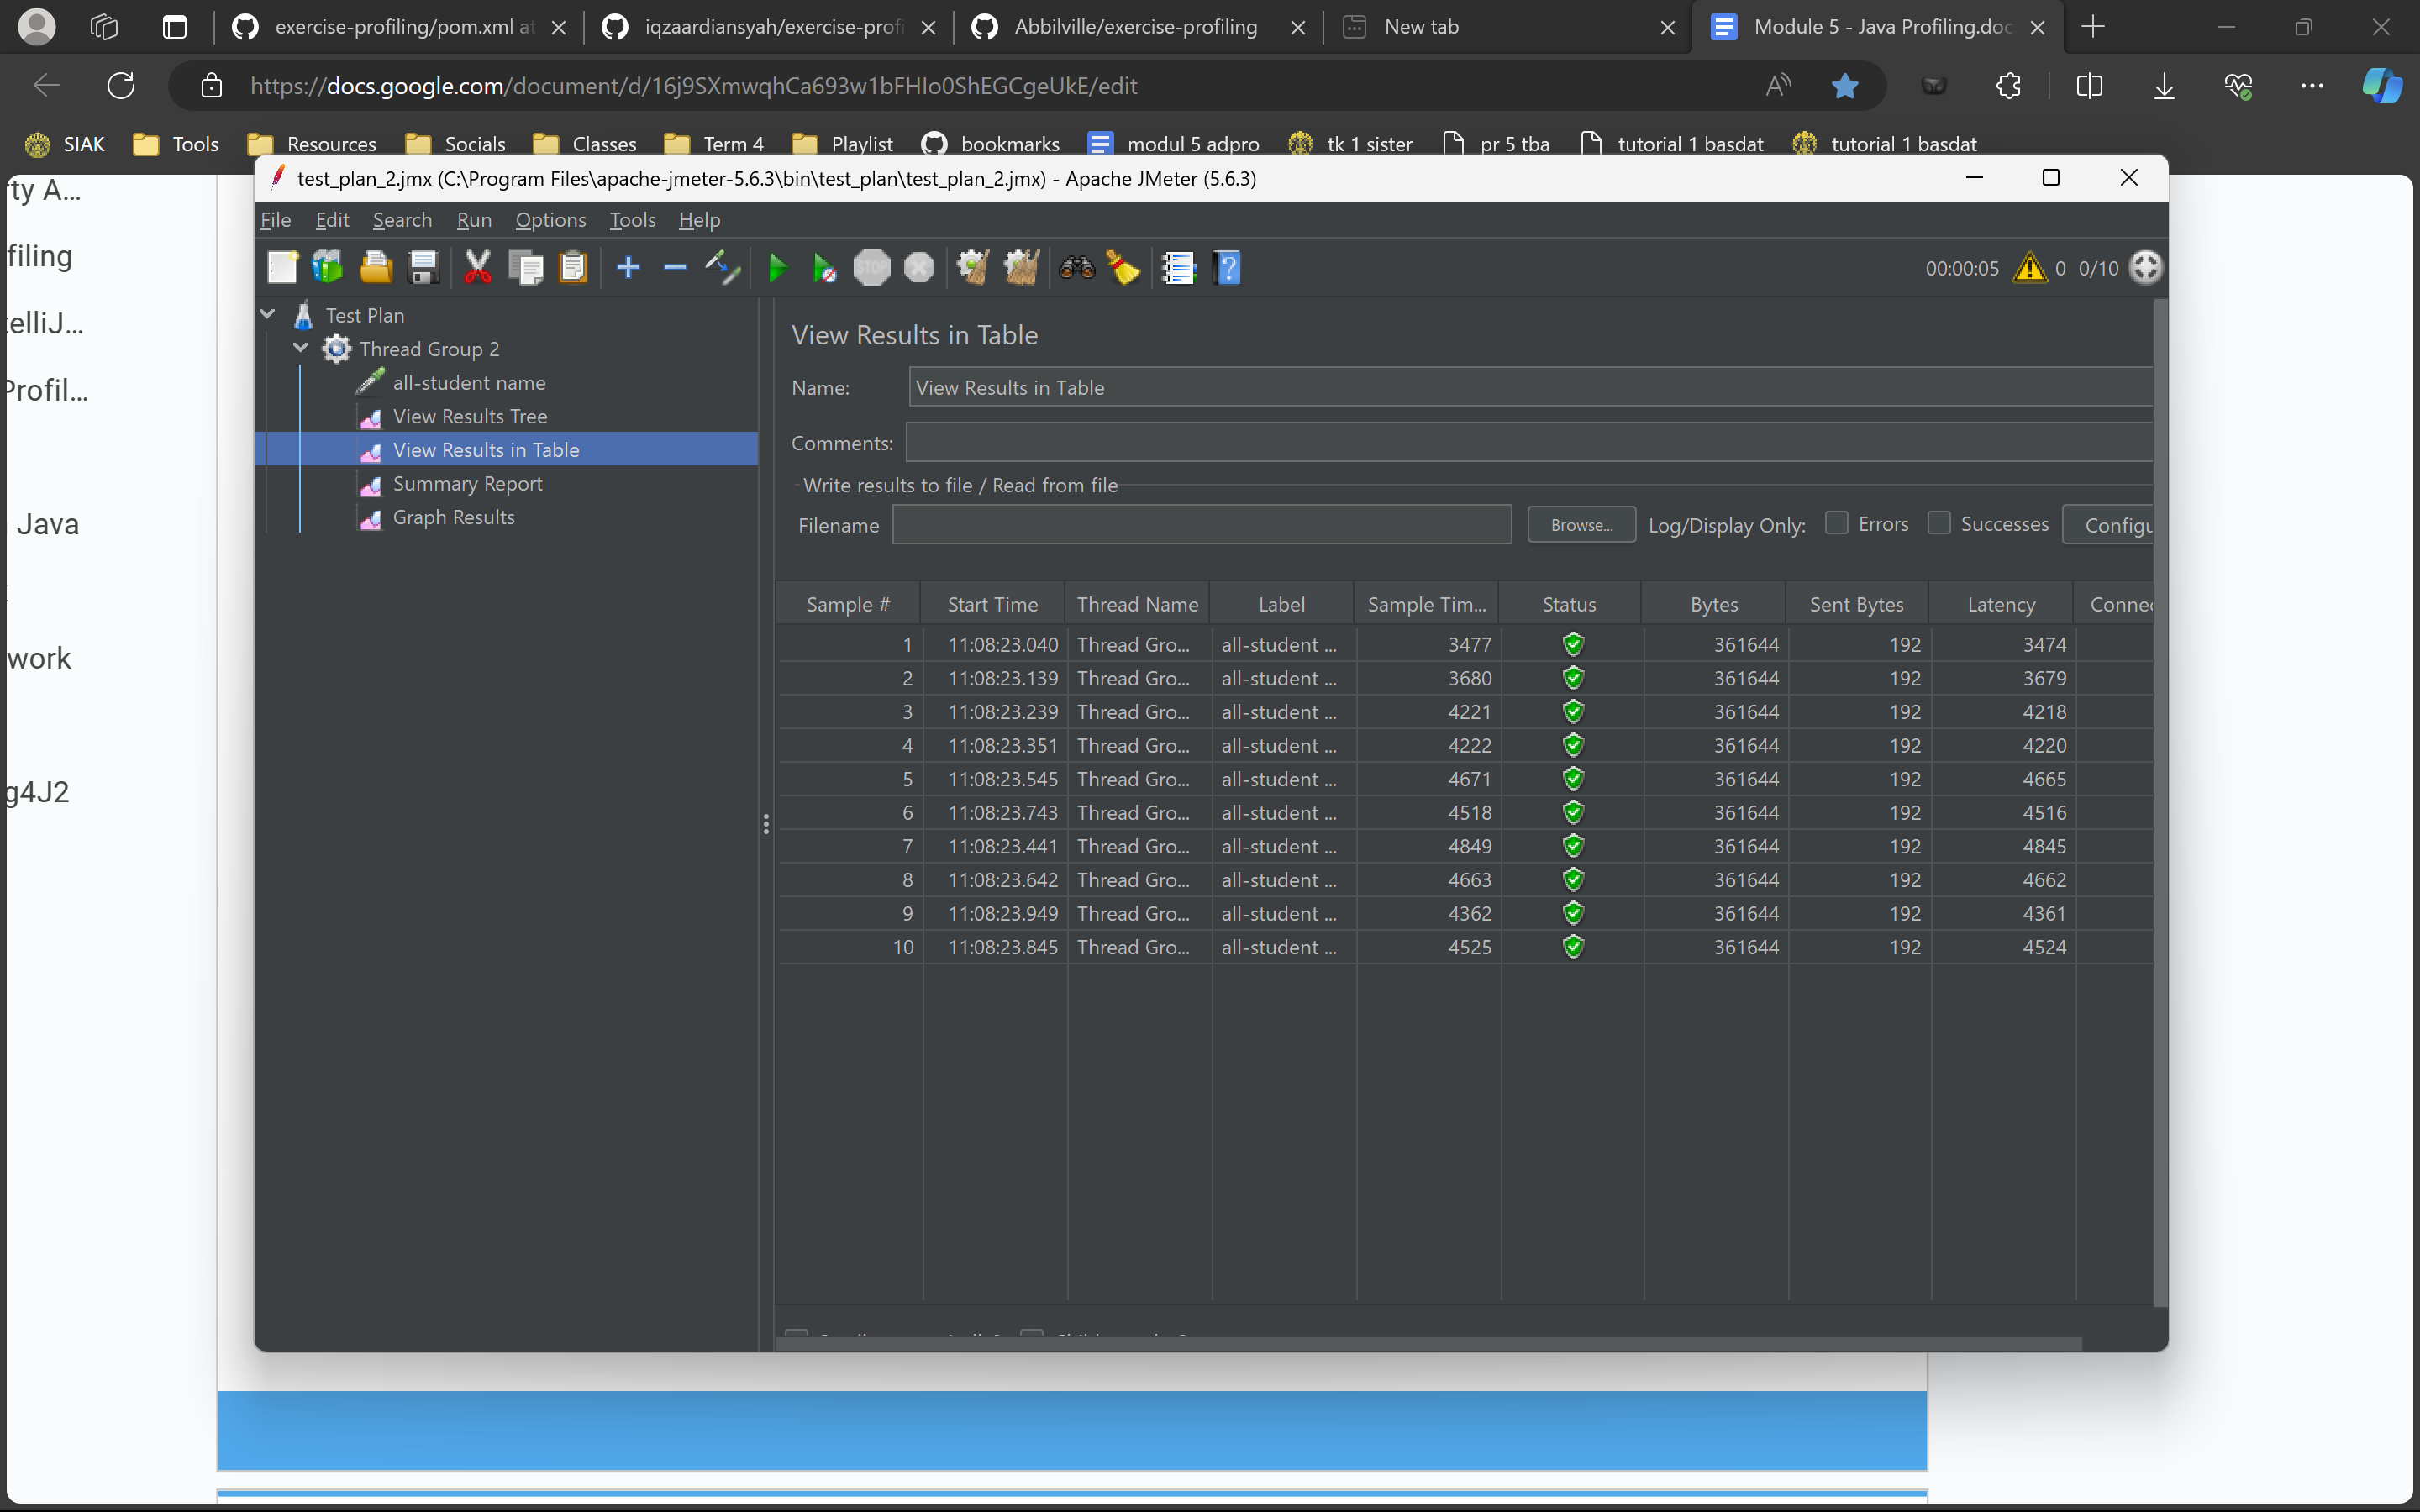 exercise-profiling/pom.xml at iqzaardiansyah/exercise-profi Abbilville/exercise-profiling New tab Module 5 - Java Profiling.doc
https://docs.google.com/document/d/16j9SXmwqhCa693w1bFHIo0ShEGCgeUkE/edit
SIAK Tools Resources Socials Classes Term 4 Playlist bookmarks modul 5 adpro tk 1 sister pr 5 tba tutorial 1 basdat tutorial 1 basdat
test_plan_2.jmx (C:\Program Files\apache-jmeter-5.6.3\bin\test_plan\test_plan_2.jmx) - Apache JMeter (5.6.3)
File Edit Search Run Options Tools Help
STOP 00:00:05 0 0/10
ty A...
filing
elliJ...
Profil...
Java
work
g4J2
Test Plan
Thread Group 2
all-student name
View Results Tree
View Results in Table
Summary Report
Graph Results
View Results in Table
Name: View Results in Table
Comments:
Write results to file / Read from file
Filename Browse... Log/Display Only: Errors Successes Configu
Sample # Start Time Thread Name Label Sample Tim... Status Bytes Sent Bytes Latency Connec
1 11:08:23.040 Thread Gro... all-student ... 3477 361644 192 3474
2 11:08:23.139 Thread Gro... all-student ... 3680 361644 192 3679
3 11:08:23.239 Thread Gro... all-student ... 4221 361644 192 4218
4 11:08:23.351 Thread Gro... all-student ... 4222 361644 192 4220
5 11:08:23.545 Thread Gro... all-student ... 4671 361644 192 4665
6 11:08:23.743 Thread Gro... all-student ... 4518 361644 192 4516
7 11:08:23.441 Thread Gro... all-student ... 4849 361644 192 4845
8 11:08:23.642 Thread Gro... all-student ... 4663 361644 192 4662
9 11:08:23.949 Thread Gro... all-student ... 4362 361644 192 4361
10 11:08:23.845 Thread Gro... all-student ... 4525 361644 192 4524